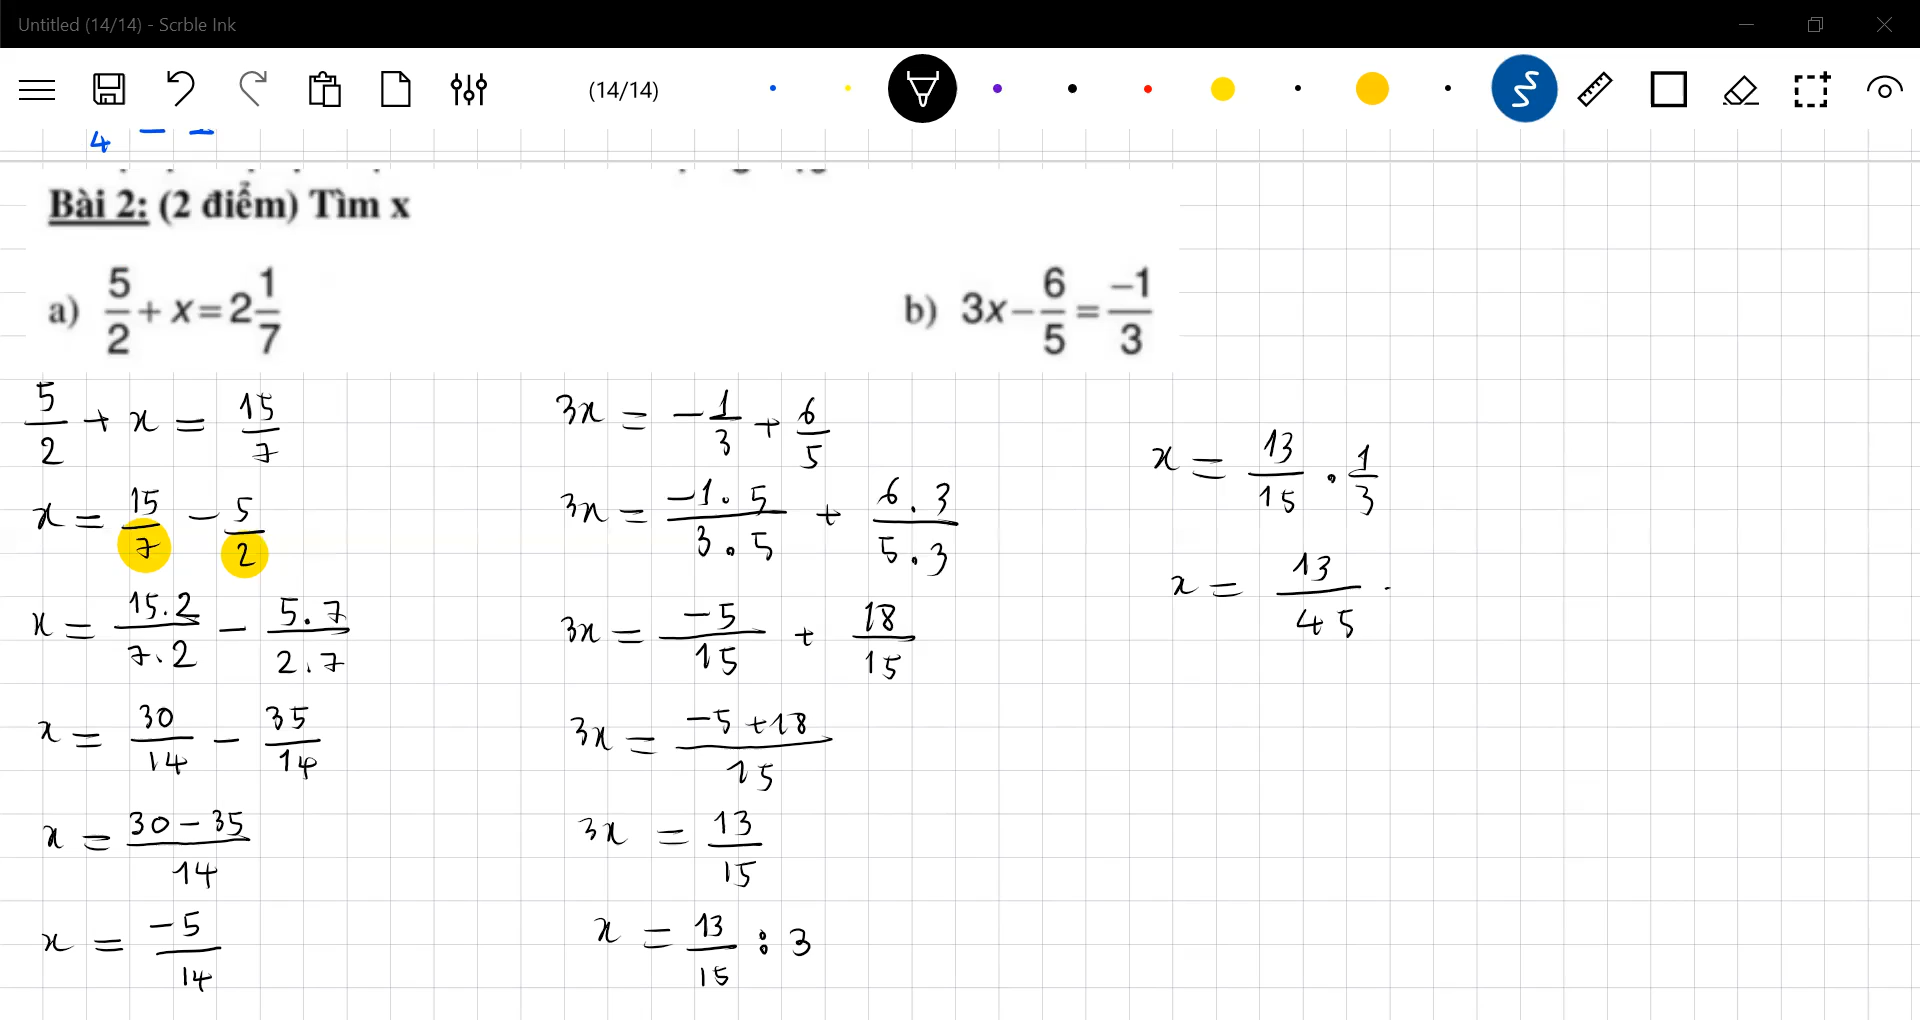 Untitled (14/14) - Scrble Ink
(14/14)
4
Bài 2: (2 điểm) Tìm x
a) 5/2 + x = 2 1/7
b) 3x - 6/5 = -1/3
5/2 + x = 15/7
x = 15/7 - 5/2
x = 15.2/7.2 - 5.7/2.7
x = 30/14 - 35/14
x = 30 - 35/14
x = -5/14
3x = -1/3 + 6/5
3x = -1.5/3.5 + 6.3/5.3
3x = -5/15 + 18/15
3x = -5+18/15
3x = 13/15
x = 13/15 : 3
x = 13/15 . 1/3
x = 13/45 .